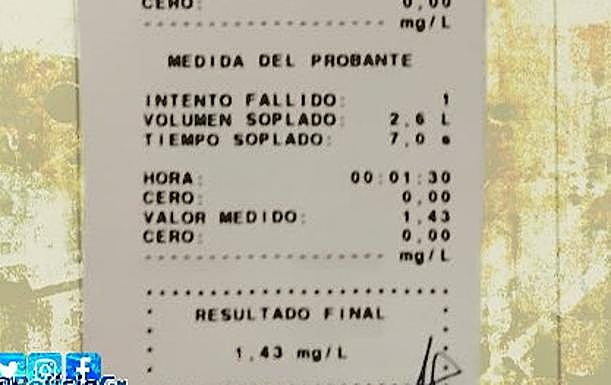 CERO: 0,00
mg/L
MEDIDA DEL PROBANTE
INTENTO FALLIDO: 1
VOLUMEN SOPLADO: 2,6 L
TIEMPO SOPLADO: 7,0 s
HORA: 00:01:30
CERO: 0,00
VALOR MEDIDO: 1,43
CERO: 0,00
mg/L
RESULTADO FINAL
1,43 mg/L